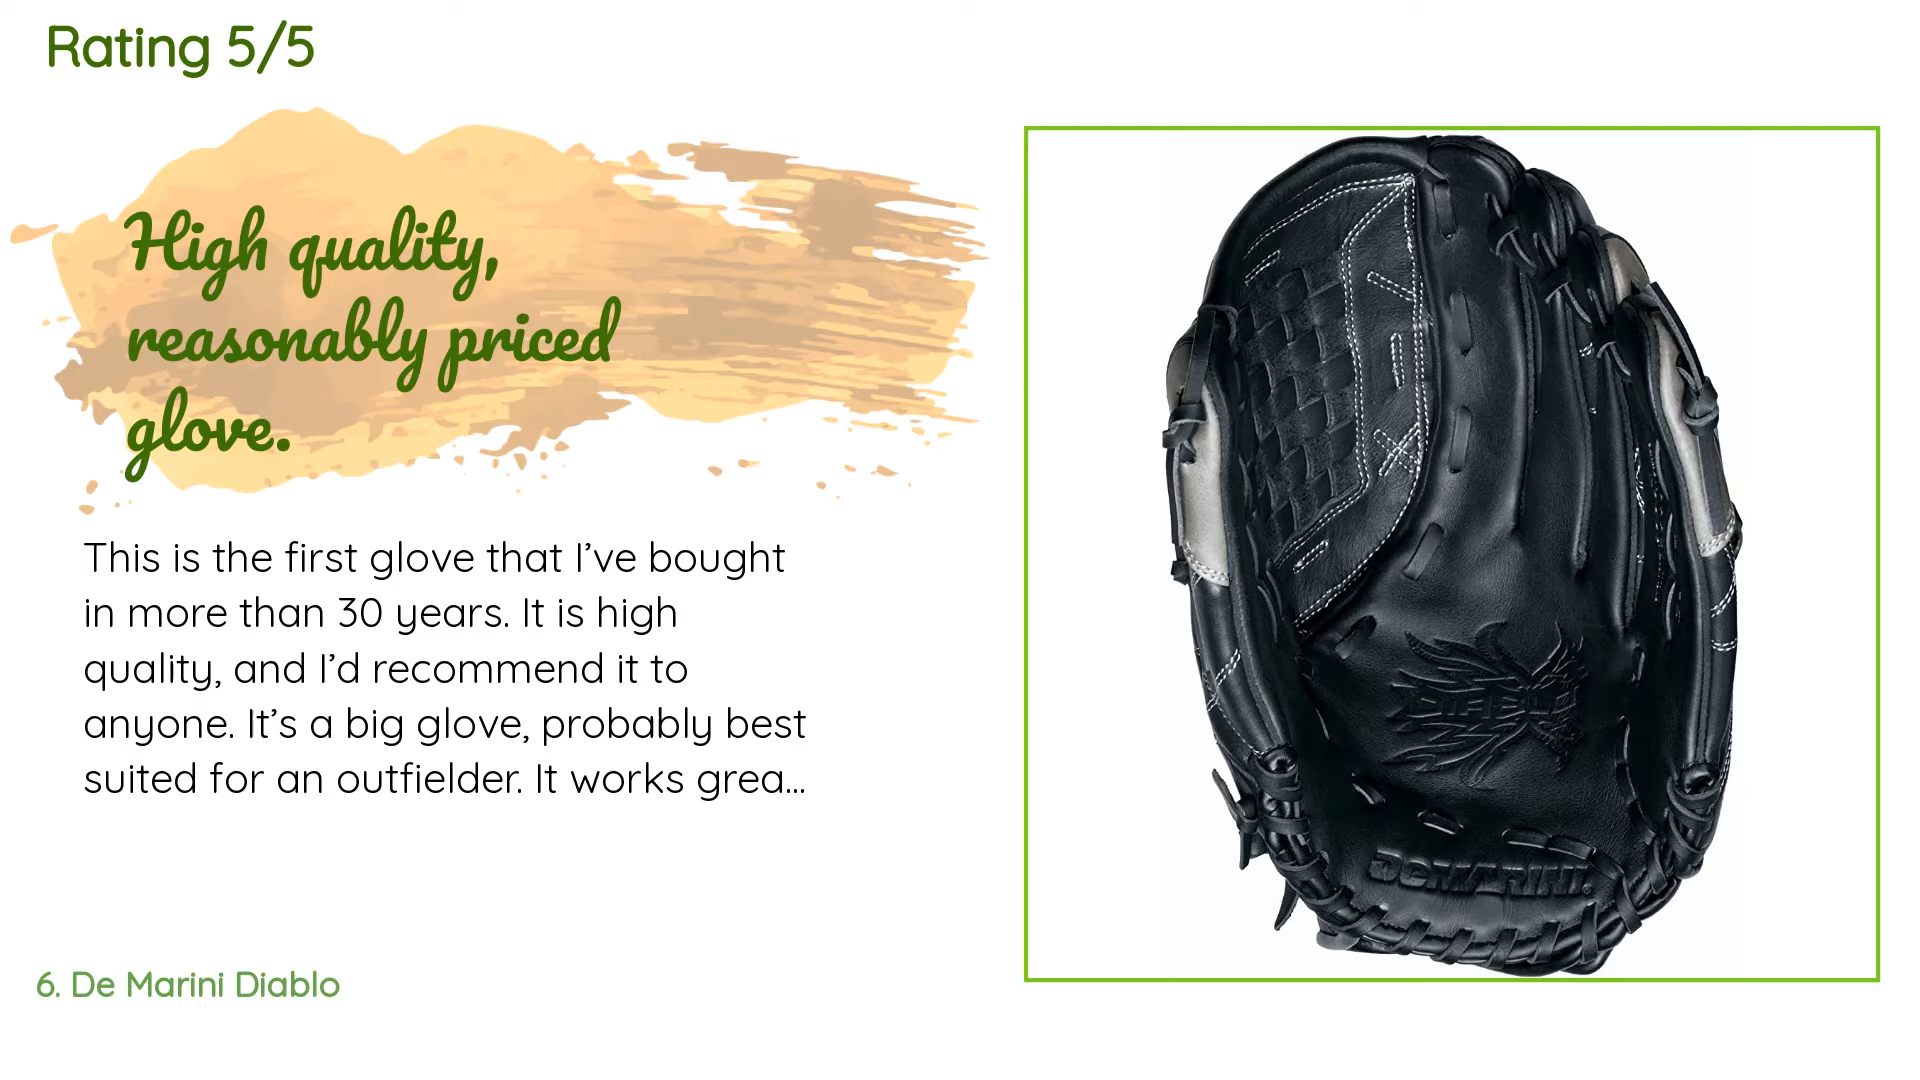 Rating 5/5
High quality,
reasonably priced
glove.
This is the first glove that I’ve bought
in more than 30 years. It is high
quality, and I’d recommend it to
anyone. It’s a big glove, probably best
suited for an outfielder. It works grea...
6. De Marini Diablo
DEMARINI